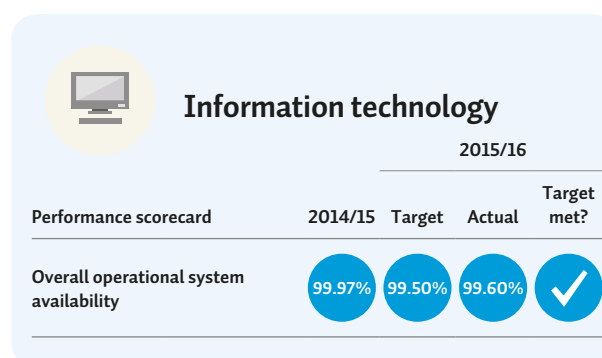 Information technology
2015/16
Performance scorecard 2014/15 Target Actual Target met?
Overall operational system
availability
99.97% 99.50% 99.60%